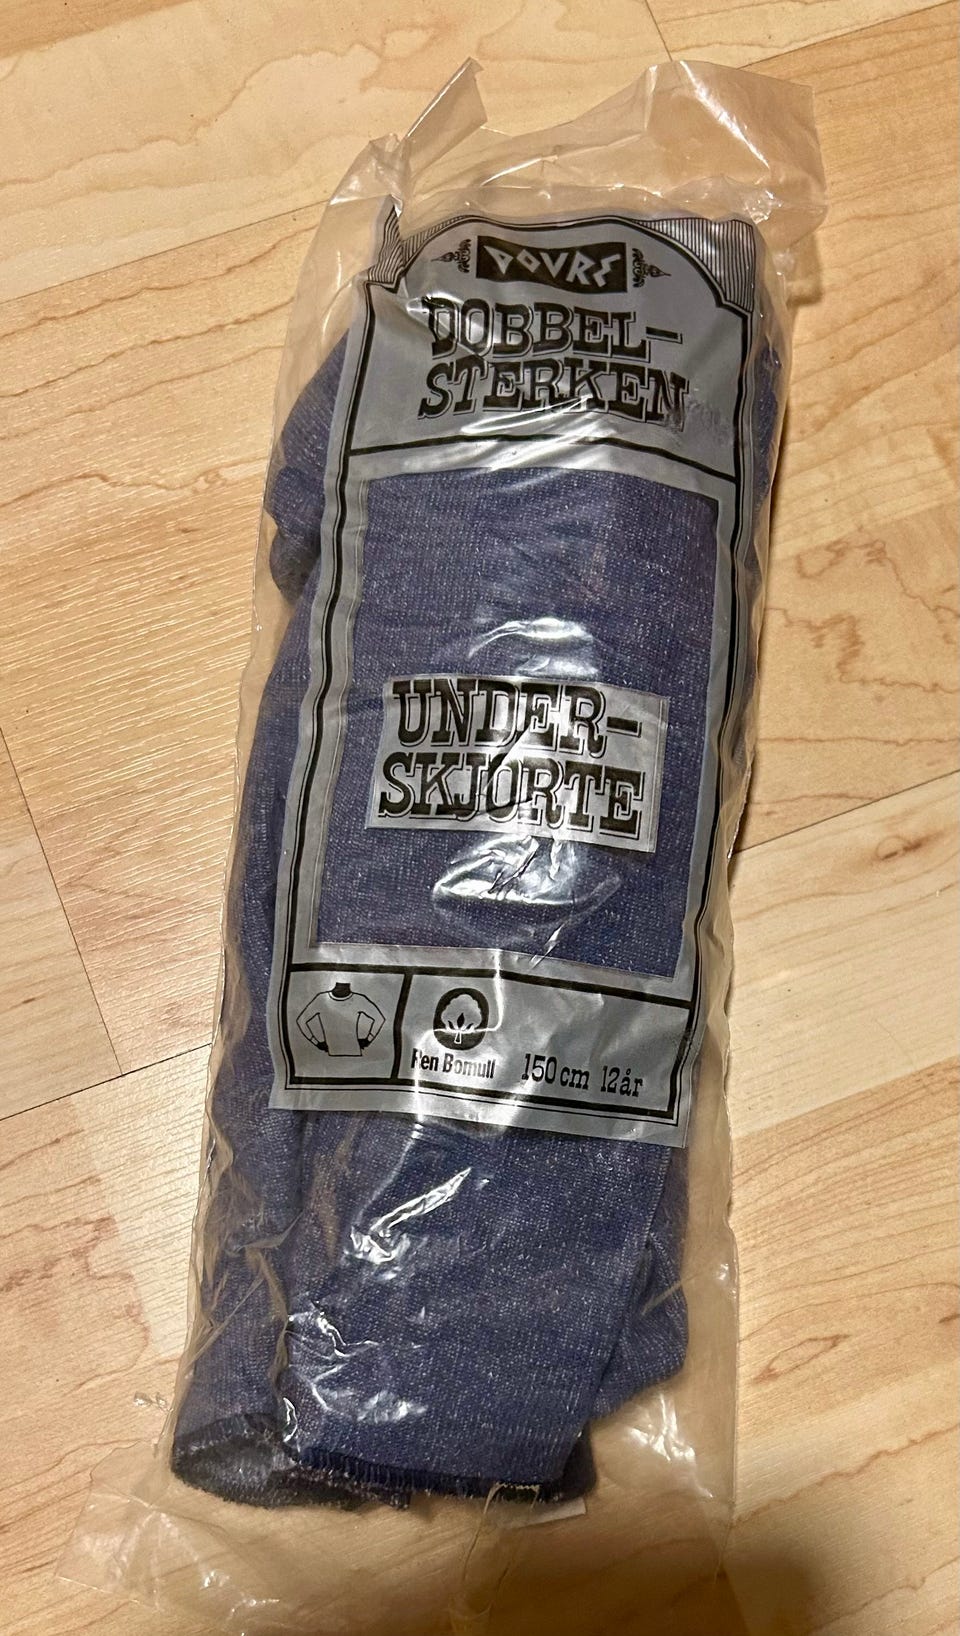 DOVRE
DOBBEL-
STERKEN
UNDER-
SKJORTE
Ren Bomull
150 cm 12 år